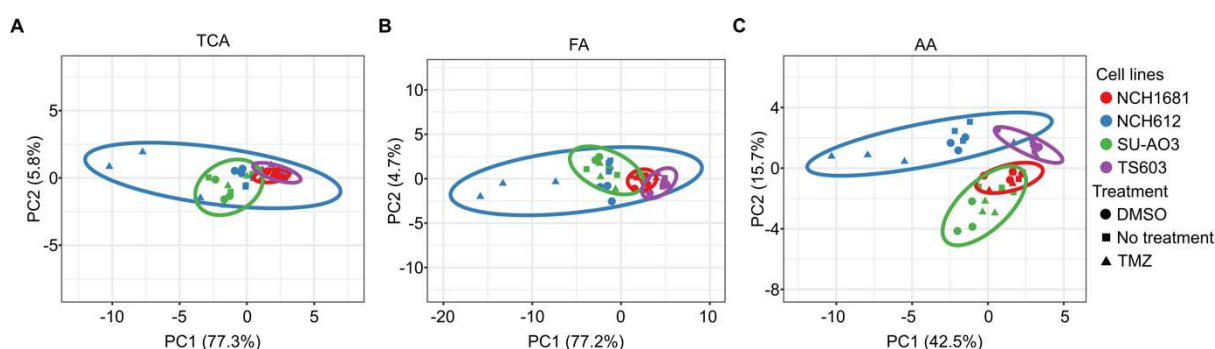 A
TCA
PC2 (5.8%)
5
0
-5
-10
-5
0
5
PC1 (77.3%)
B
FA
PC2 (4.7%)
10
5
0
-5
-10
-20
-10
0
10
PC1 (77.2%)
C
AA
PC2 (15.7%)
4
0
-4
-8
-10
-5
0
5
PC1 (42.5%)
Cell lines
NCH1681
NCH612
SU-AO3
TS603
Treatment
DMSO
No treatment
TMZ